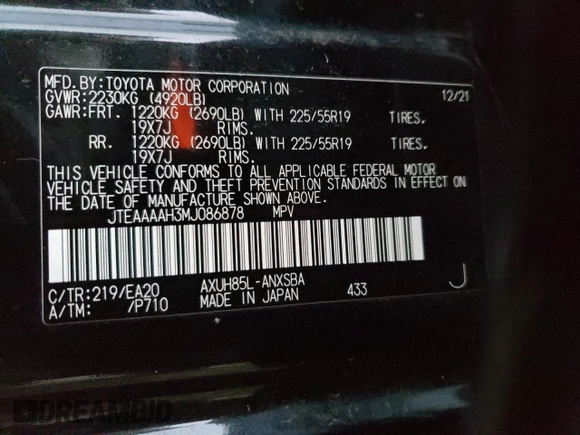 MFD.BY:TOYOTA MOTOR CORPORATION
GVWR:2230KG (4920LB) 12/21
GAWR:FRT. 1220KG (2690LB) WITH 225/55R19 TIRES.
19X7J RIMS.
RR. 1220KG (2690LB) WITH 225/55R19 TIRES.
19X7J RIMS.
THIS VEHICLE CONFORMS TO ALL APPLICABLE FEDERAL MOTOR
VEHICLE SAFETY AND THEFT PREVENTION STANDARDS IN EFFECT ON
THE DATE OF MANUFACTURE SHOWN ABOVE.
JTEAAAAH3MJ086878 MPV
C/TR:219/EA20 AXUH85L-ANXSBA J
A/TM: /P710 MADE IN JAPAN 433
DREAMBID